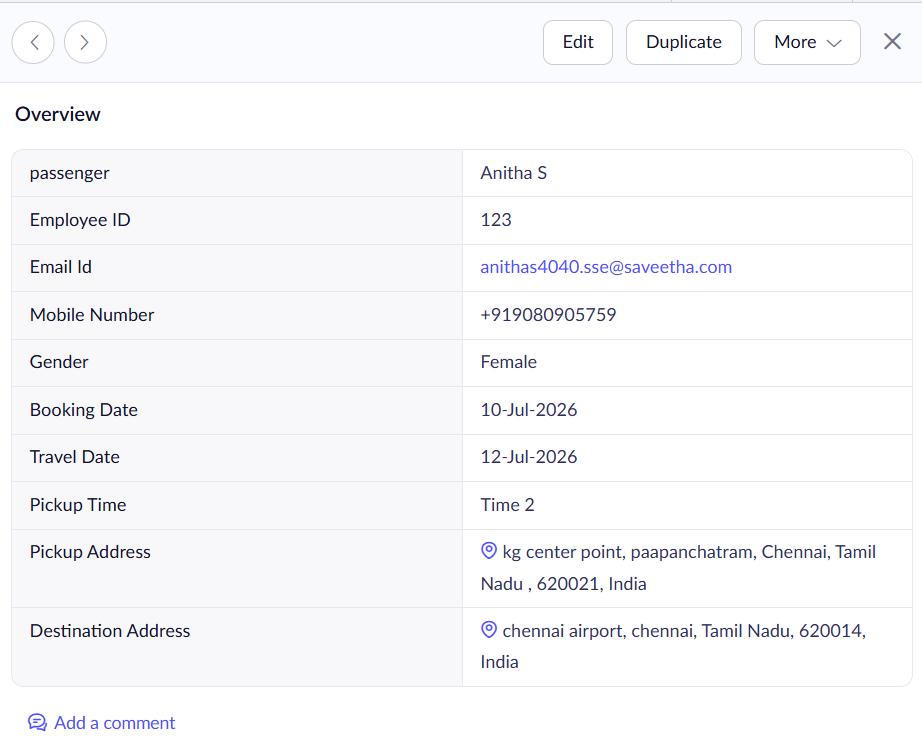 Edit
Duplicate
More
Overview
passenger
Anitha S
Employee ID
123
Email Id
anithas4040.sse@saveetha.com
Mobile Number
+919080905759
Gender
Female
Booking Date
10-Jul-2026
Travel Date
12-Jul-2026
Pickup Time
Time 2
Pickup Address
kg center point, paapanchatram, Chennai, Tamil
Nadu , 620021, India
Destination Address
chennai airport, chennai, Tamil Nadu, 620014,
India
Add a comment